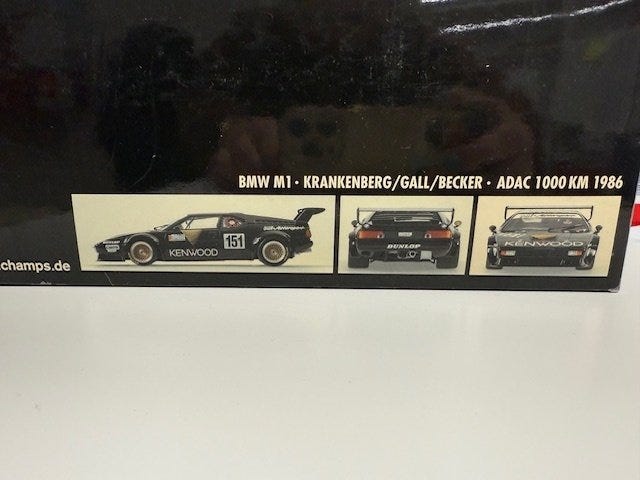 BMW M1 · KRANKENBERG/GALL/BECKER · ADAC 1000 KM 1986
KENWOOD
151
DUNLOP
KENWOOD
champs.de